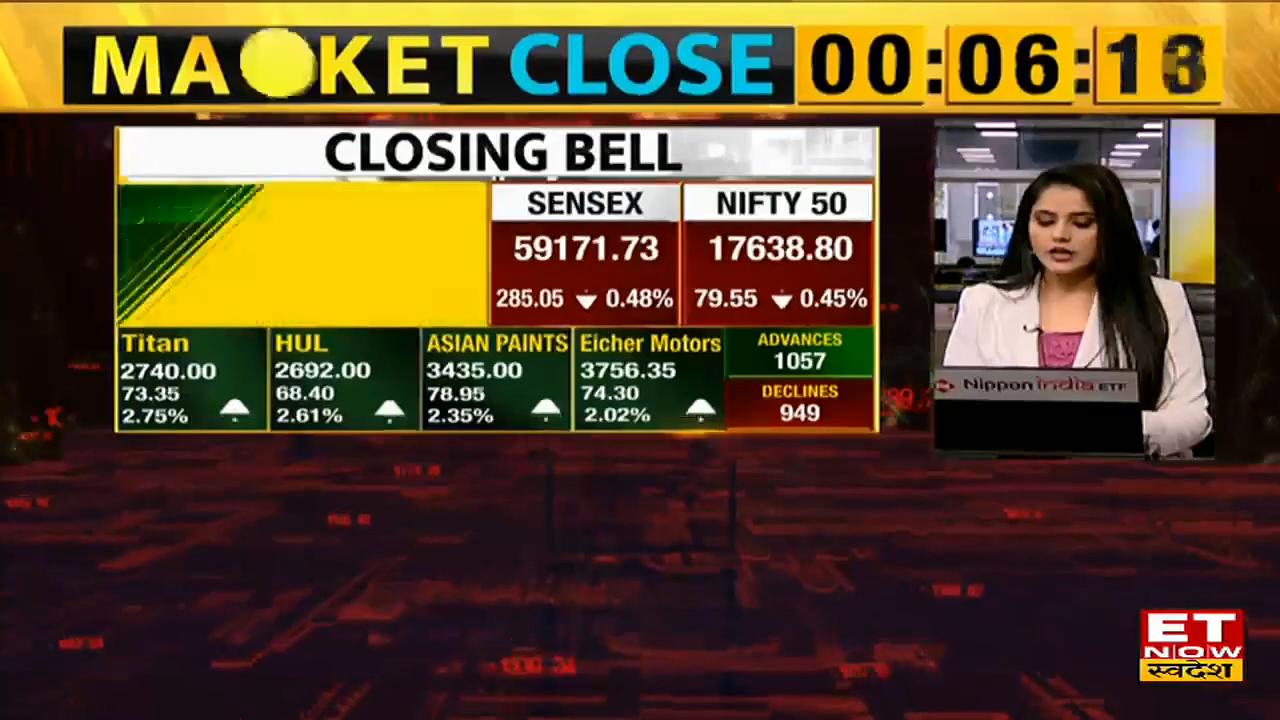 MA KET CLOSE 00:06:13
CLOSING BELL
SENSEX
59171.73
285.05 0.48%
NIFTY 50
17638.80
79.55 0.45%
Titan
2740.00
73.35
2.75%
HUL
2692.00
68.40
2.61%
ASIAN PAINTS
3435.00
78.95
2.35%
Eicher Motors
3756.35
74.30
2.02%
ADVANCES
1057
DECLINES
949
Nippon india ETF
ET
NOW
स्वदेश